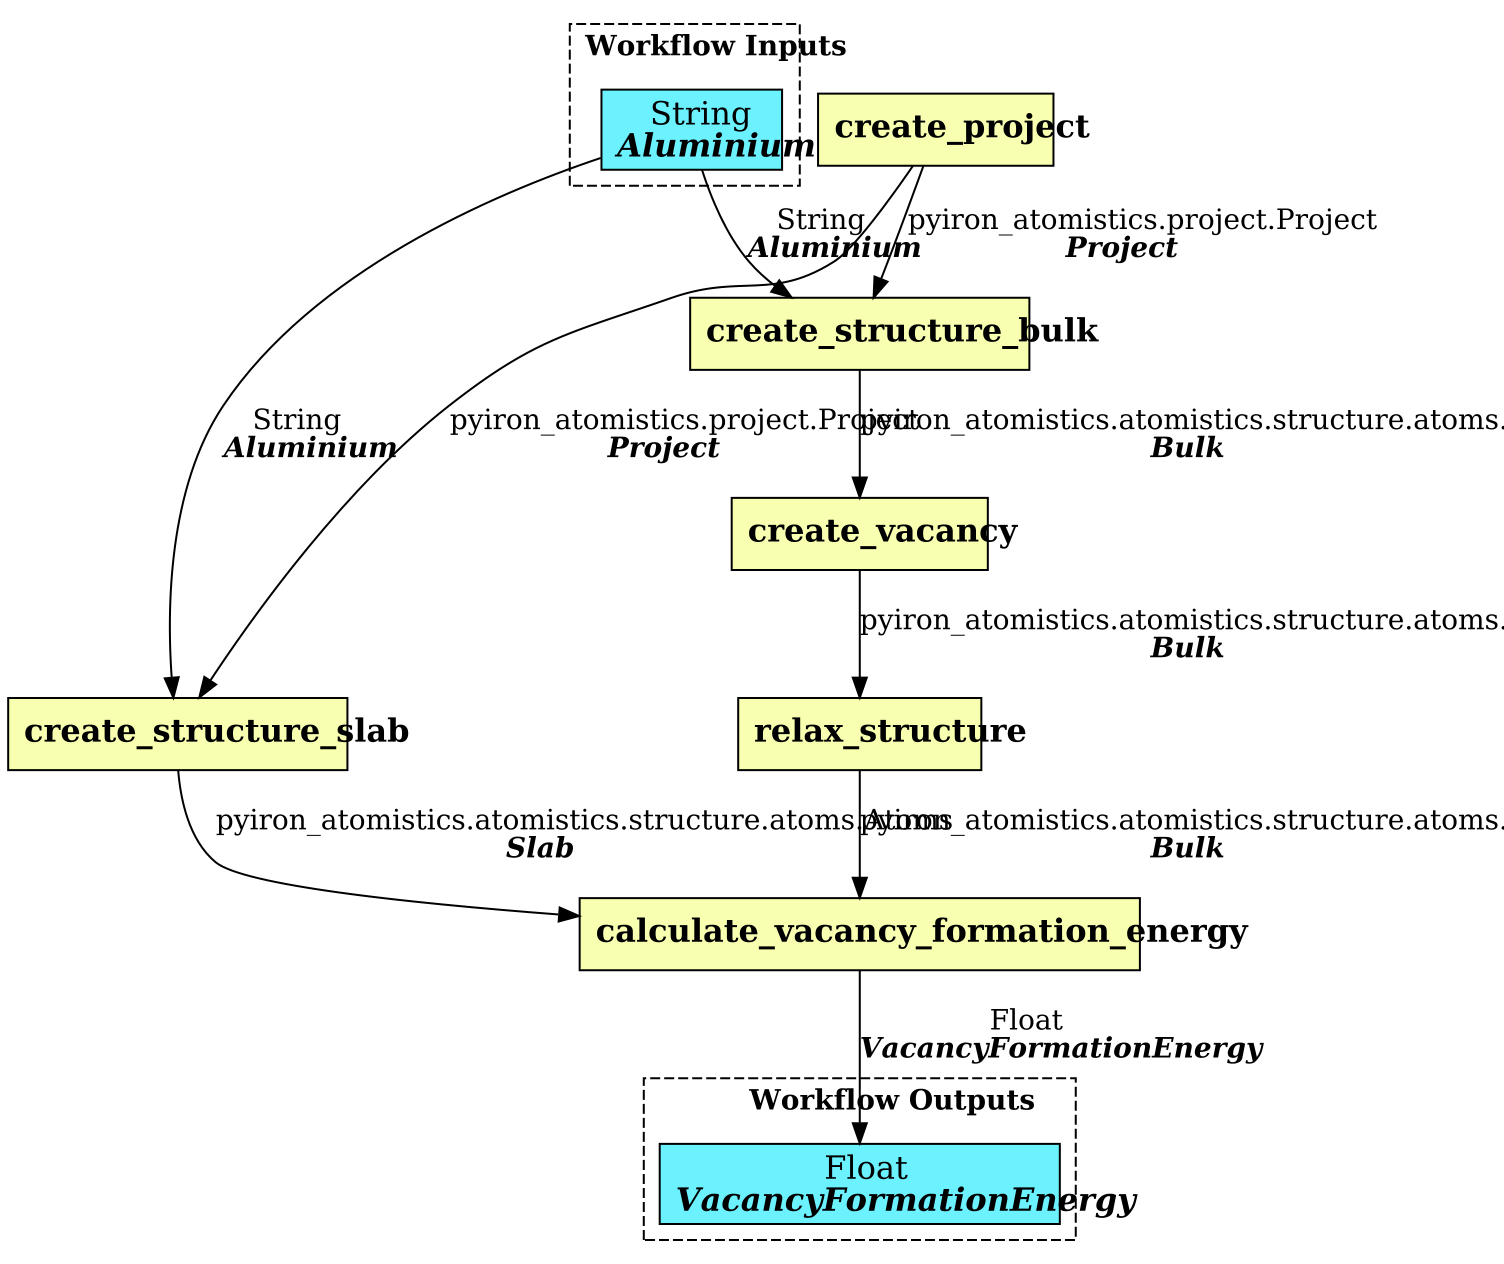 Workflow Inputs
String
Aluminium
create_project
String
Aluminium
pyiron_atomistics.project.Project
Project
create_structure_bulk
String
Aluminium
pyiron_atomistics.project.Project
Project
pyiron_atomistics.atomistics.structure.atoms.
Bulk
create_vacancy
pyiron_atomistics.atomistics.structure.atoms.
Bulk
create_structure_slab
relax_structure
pyiron_atomistics.atomistics.structure.atoms.Atoms
Slab
pyiron_atomistics.atomistics.structure.atoms.
Bulk
calculate_vacancy_formation_energy
Float
VacancyFormationEnergy
Workflow Outputs
Float
VacancyFormationEnergy